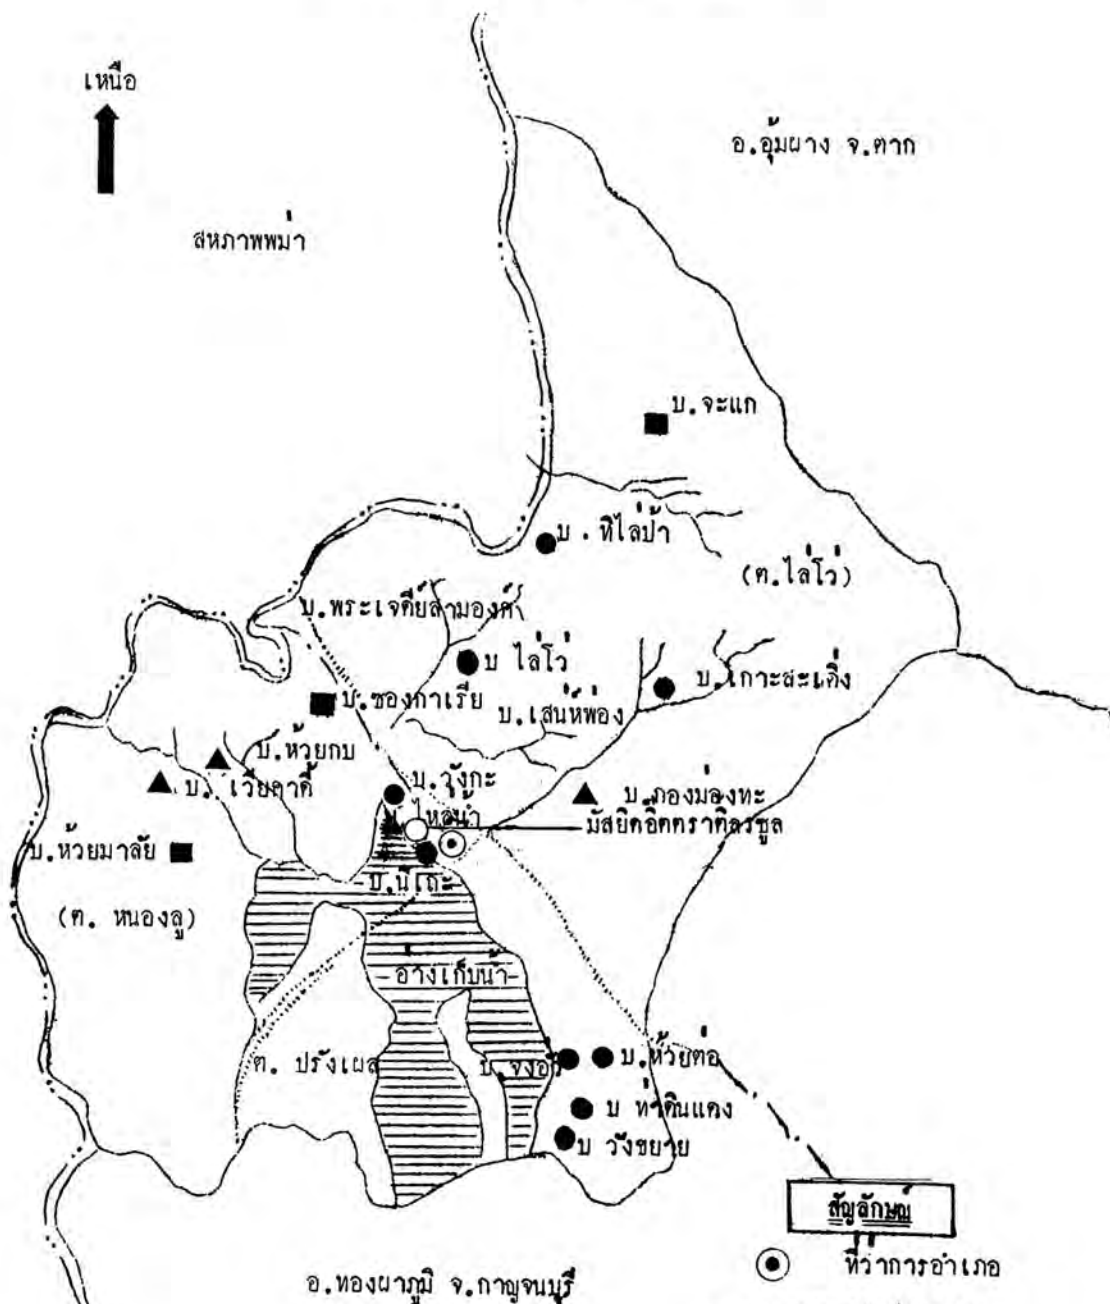 เหนือ
อ.อุ้มผาง จ.ตาก
สหภาพพม่า
บ.จะแก
บ.ทิไล่ป้า
(ต.ไล่โว่)
บ.พระเจดีย์สามองค์
บ ไล่โว่
บ.เกาะสะเดิ่ง
บ.ซองกาเรีย
บ.เสน่ห์พ่อง
บ.ห้วยกบ
บ.เวียคาดี้
บ.วังกะ
บ.กองม่องทะ
มัสยิดอิตตราติลรซูล
บ.ห้วยมาลัย
บ.นิเถะ
(ต. หนองลู)
อ่างเก็บน้ำ
ต. ปรังเผล
บ.จงอั่ว
บ.ห้วยต่อ
บ ท่าดินแดง
บ วังขยาย
สัญลักษณ์
ที่ว่าการอำเภอ
อ.ทองผาภูมิ จ.กาญจนบุรี